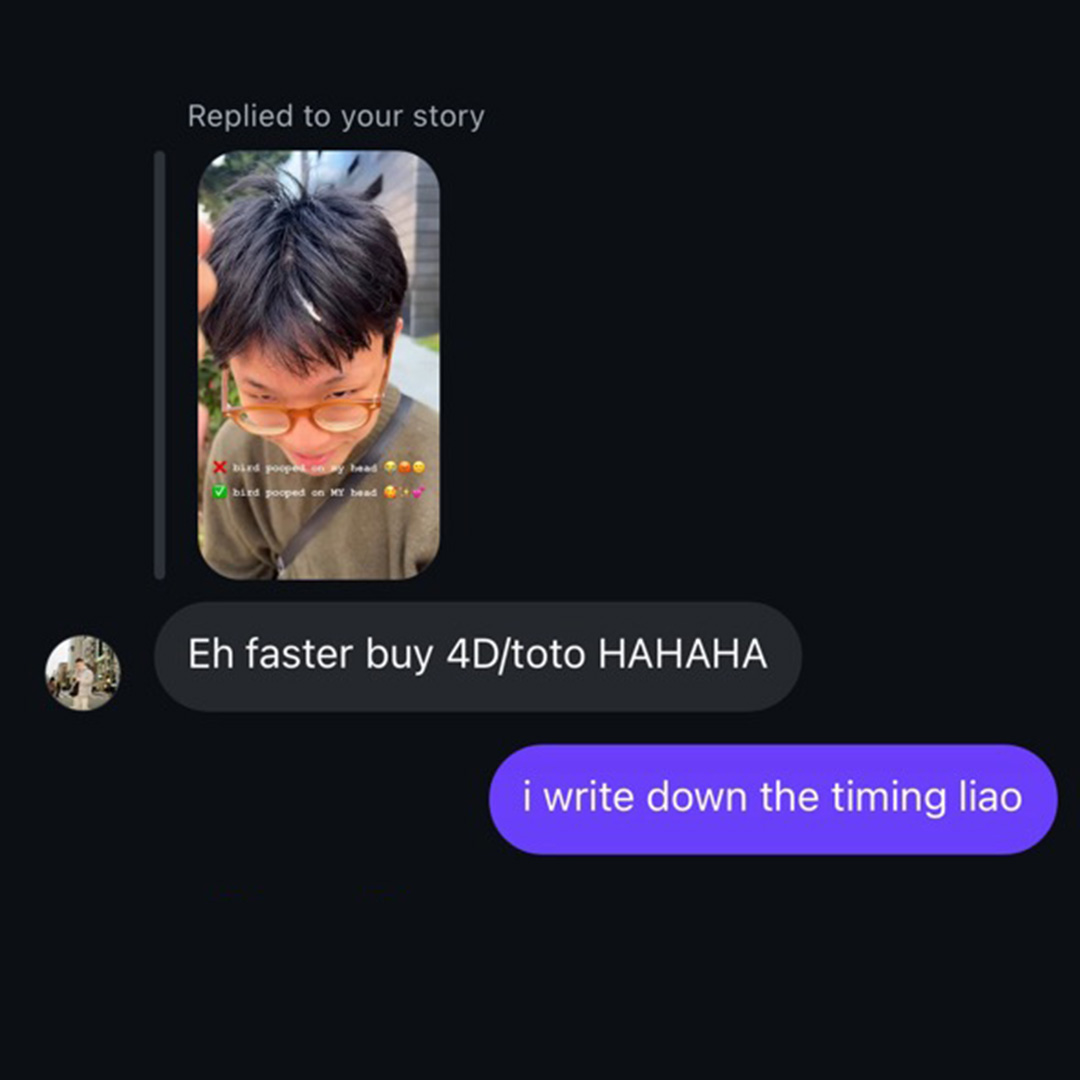 Replied to your story
❌ bird pooped on my head 😭😡😕
✅ bird pooped on MY head 🥰✨💞
Eh faster buy 4D/toto HAHAHA
i write down the timing liao